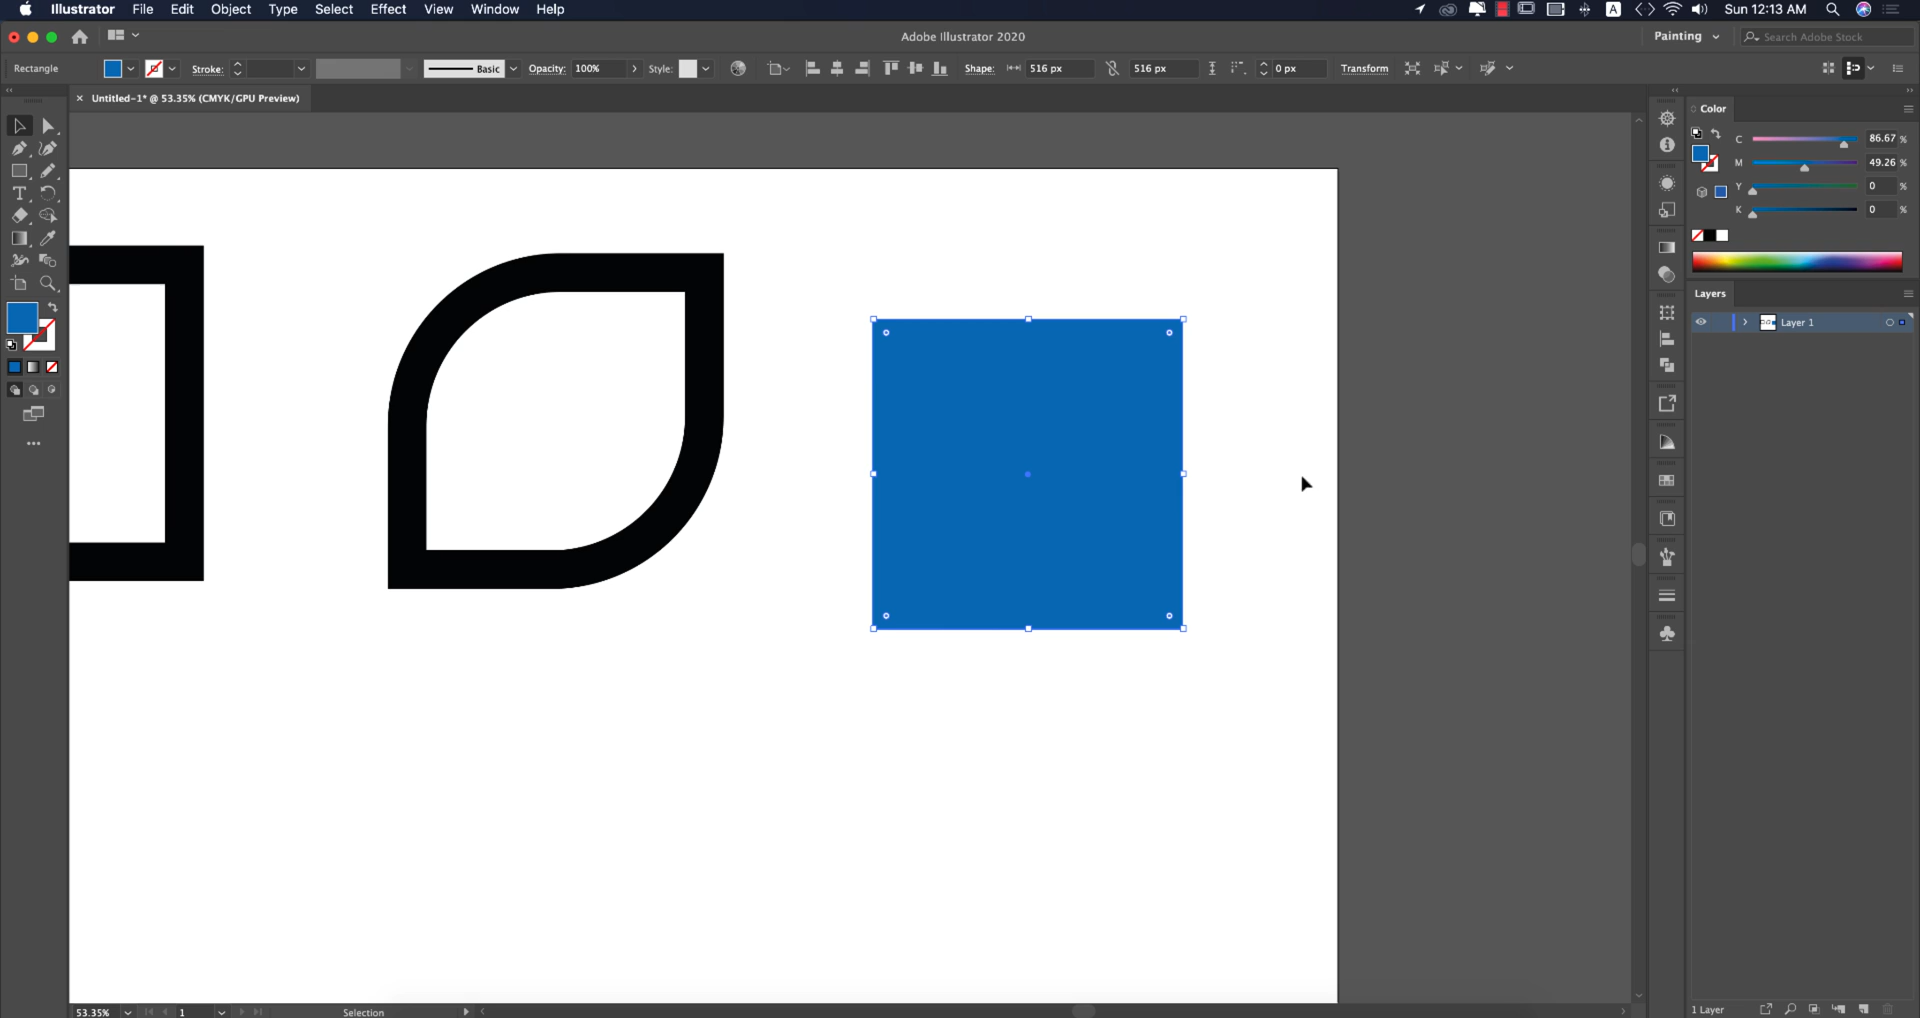 Illustrator File Edit Object Type Select Effect View Window Help
A Sun 12:13 AM
Adobe Illustrator 2020
Painting
Search Adobe Stock
Rectangle Stroke: Basic Opacity: 100% Style: Shape: 516 px 516 px 0 px Transform
× Untitled-1* @ 53.35% (CMYK/GPU Preview)
Color
C 86.67 %
M 49.26 %
Y 0 %
K 0 %
Layers
Layer 1
T
53.35% 1 Selection
1 Layer